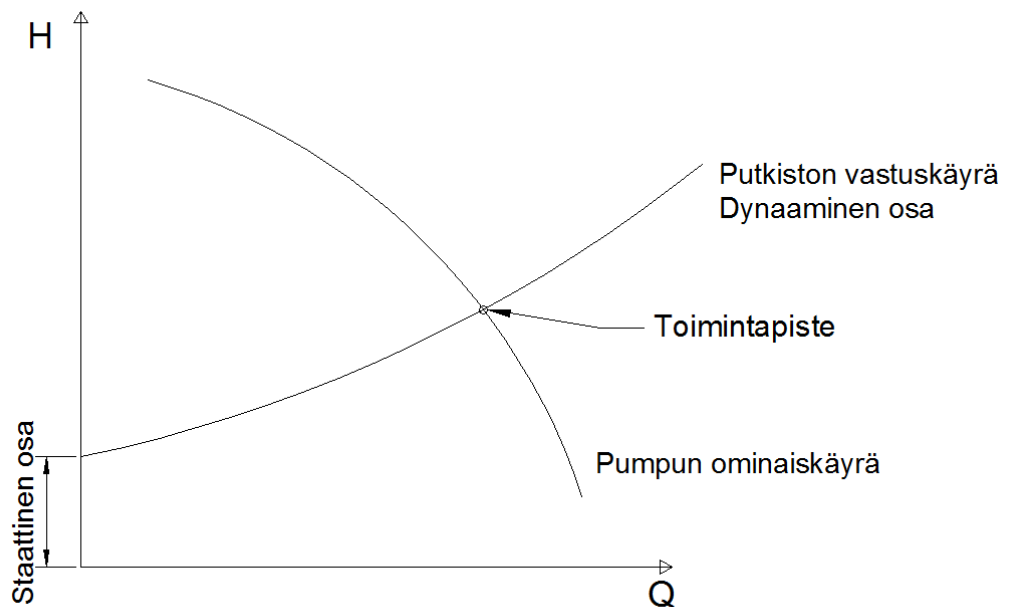 H
Putkiston vastuskäyrä
Dynaaminen osa
Toimintapiste
Pumpun ominaiskäyrä
Staattinen osa
Q